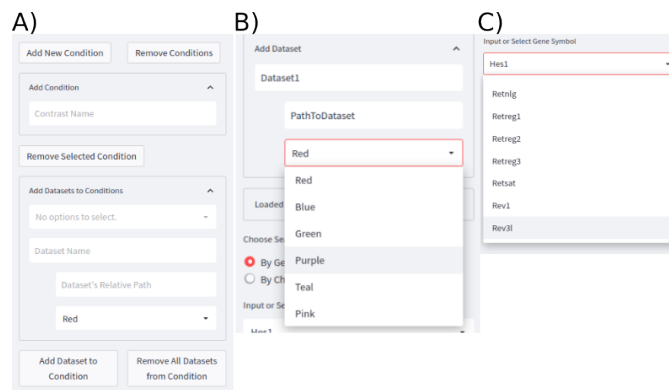 A)
Add New Condition
Remove Conditions
Add Condition
Contrast Name
Remove Selected Condition
Add Datasets to Conditions
No options to select.
Dataset Name
Dataset's Relative Path
Red
Add Dataset to
Condition
Remove All Datasets
from Condition
B)
Add Dataset
Dataset1
PathToDataset
Red
Red
Blue
Green
Purple
Teal
Pink
Loaded
Choose Sea
By Ge
By Ch
Input or Se
Hes1
C)
Input or Select Gene Symbol
Hes1
Retnlg
Retreg1
Retreg2
Retreg3
Retsat
Rev1
Rev3l